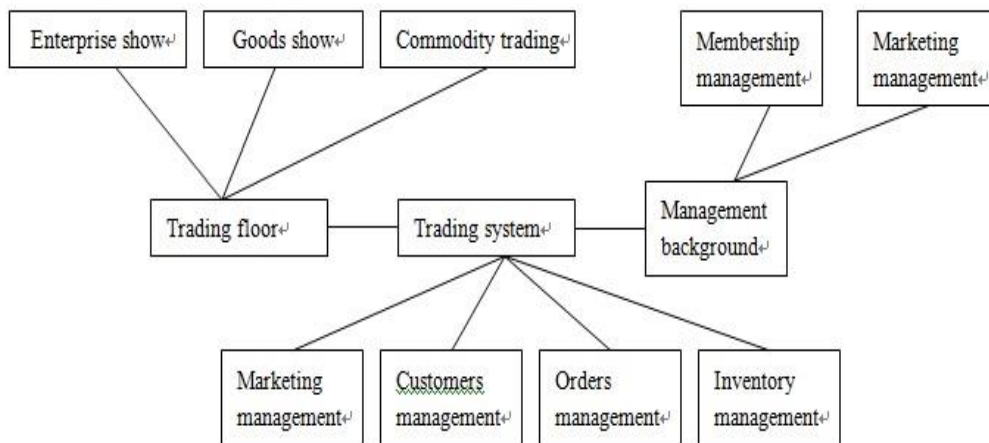 Enterprise show↵
Goods show↵
Commodity trading↵
Membership
management↵
Marketing
management↵
Trading floor↵
Trading system↵
Management
background↵
Marketing
management↵
Customers
management↵
Orders
management↵
Inventory
management↵